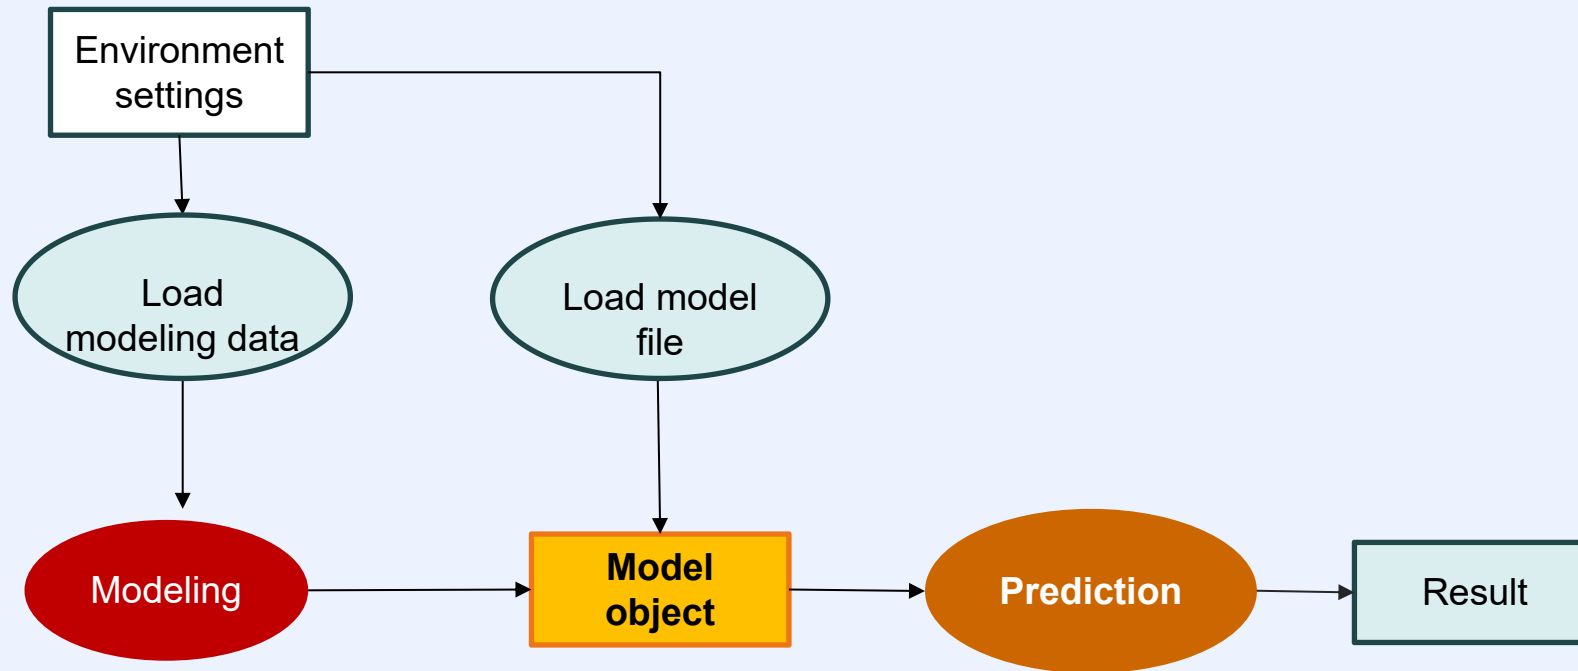 Environment
settings
Load
modeling data
Load model
file
Modeling
Model
object
Prediction
Result